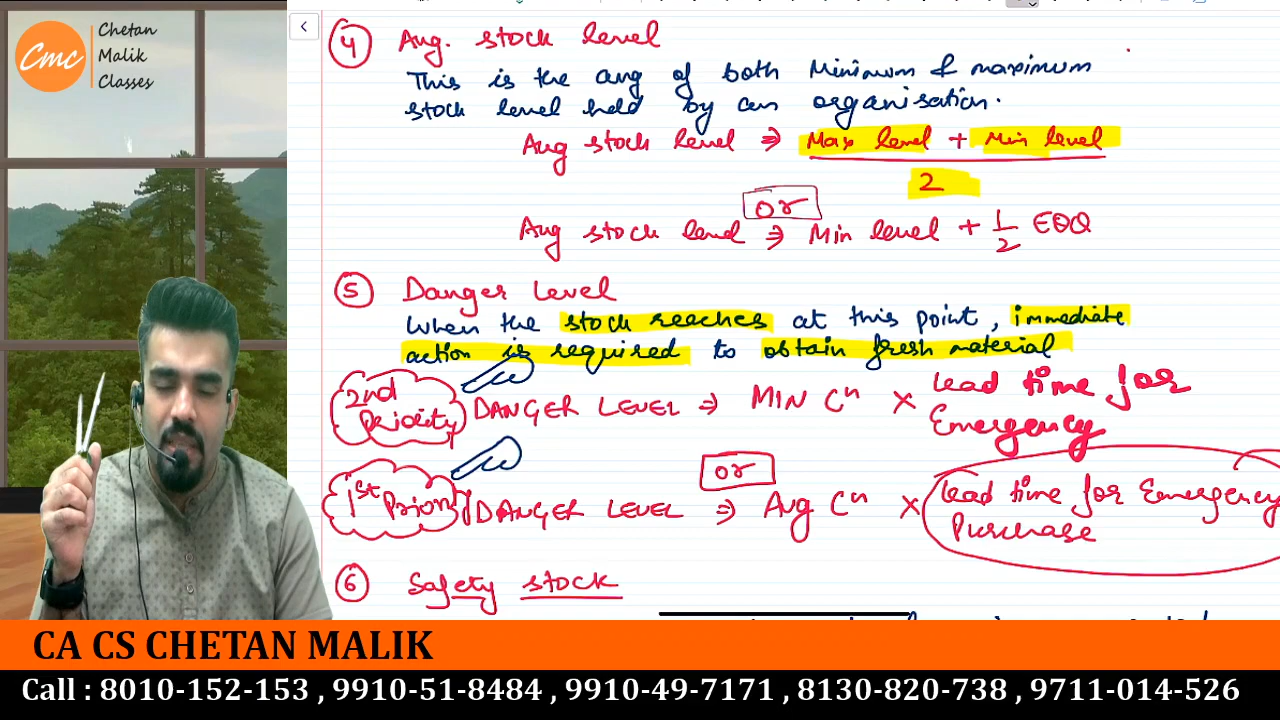 Cmc
Chetan
Malik
Classes
4 Avg. stock level
This is the avg of both Minimum & maximum
stock level held by an organisation.
Avg stock level ⇒ Max level + Min level
2
or
Avg stock level ⇒ Min level + 1/2 EOQ
5 Danger Level
When the stock reaches at this point, immediate
action is required to obtain fresh material
2nd Priority DANGER LEVEL ⇒ MIN Cⁿ × lead time for
Emergency
or
1st Priority DANGER LEVEL ⇒ Avg Cⁿ × lead time for Emergency
Purchase
6 Safety stock
CA CS CHETAN MALIK
Call : 8010-152-153 , 9910-51-8484 , 9910-49-7171 , 8130-820-738 , 9711-014-526